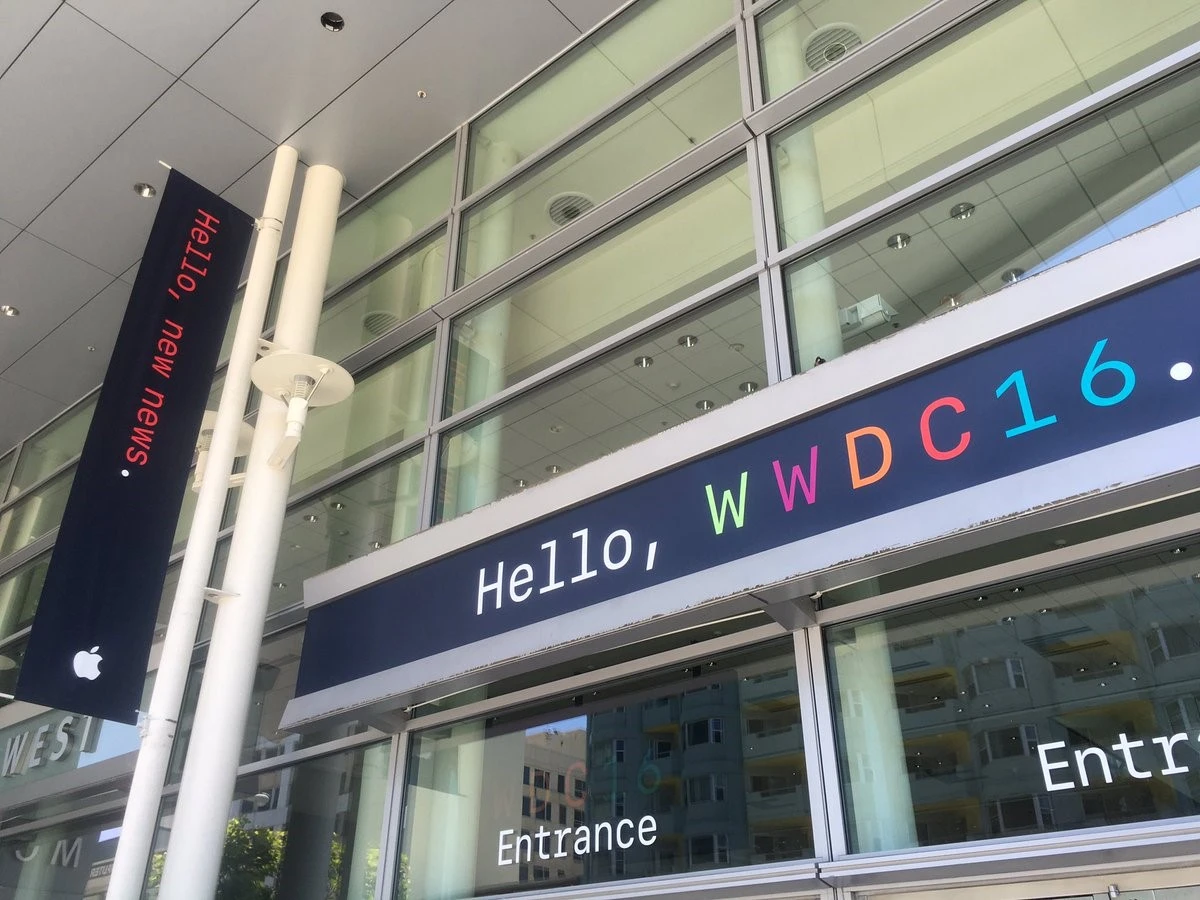 Hello, new news.
Hello, WWDC16.
WEST
Entrance
Entr